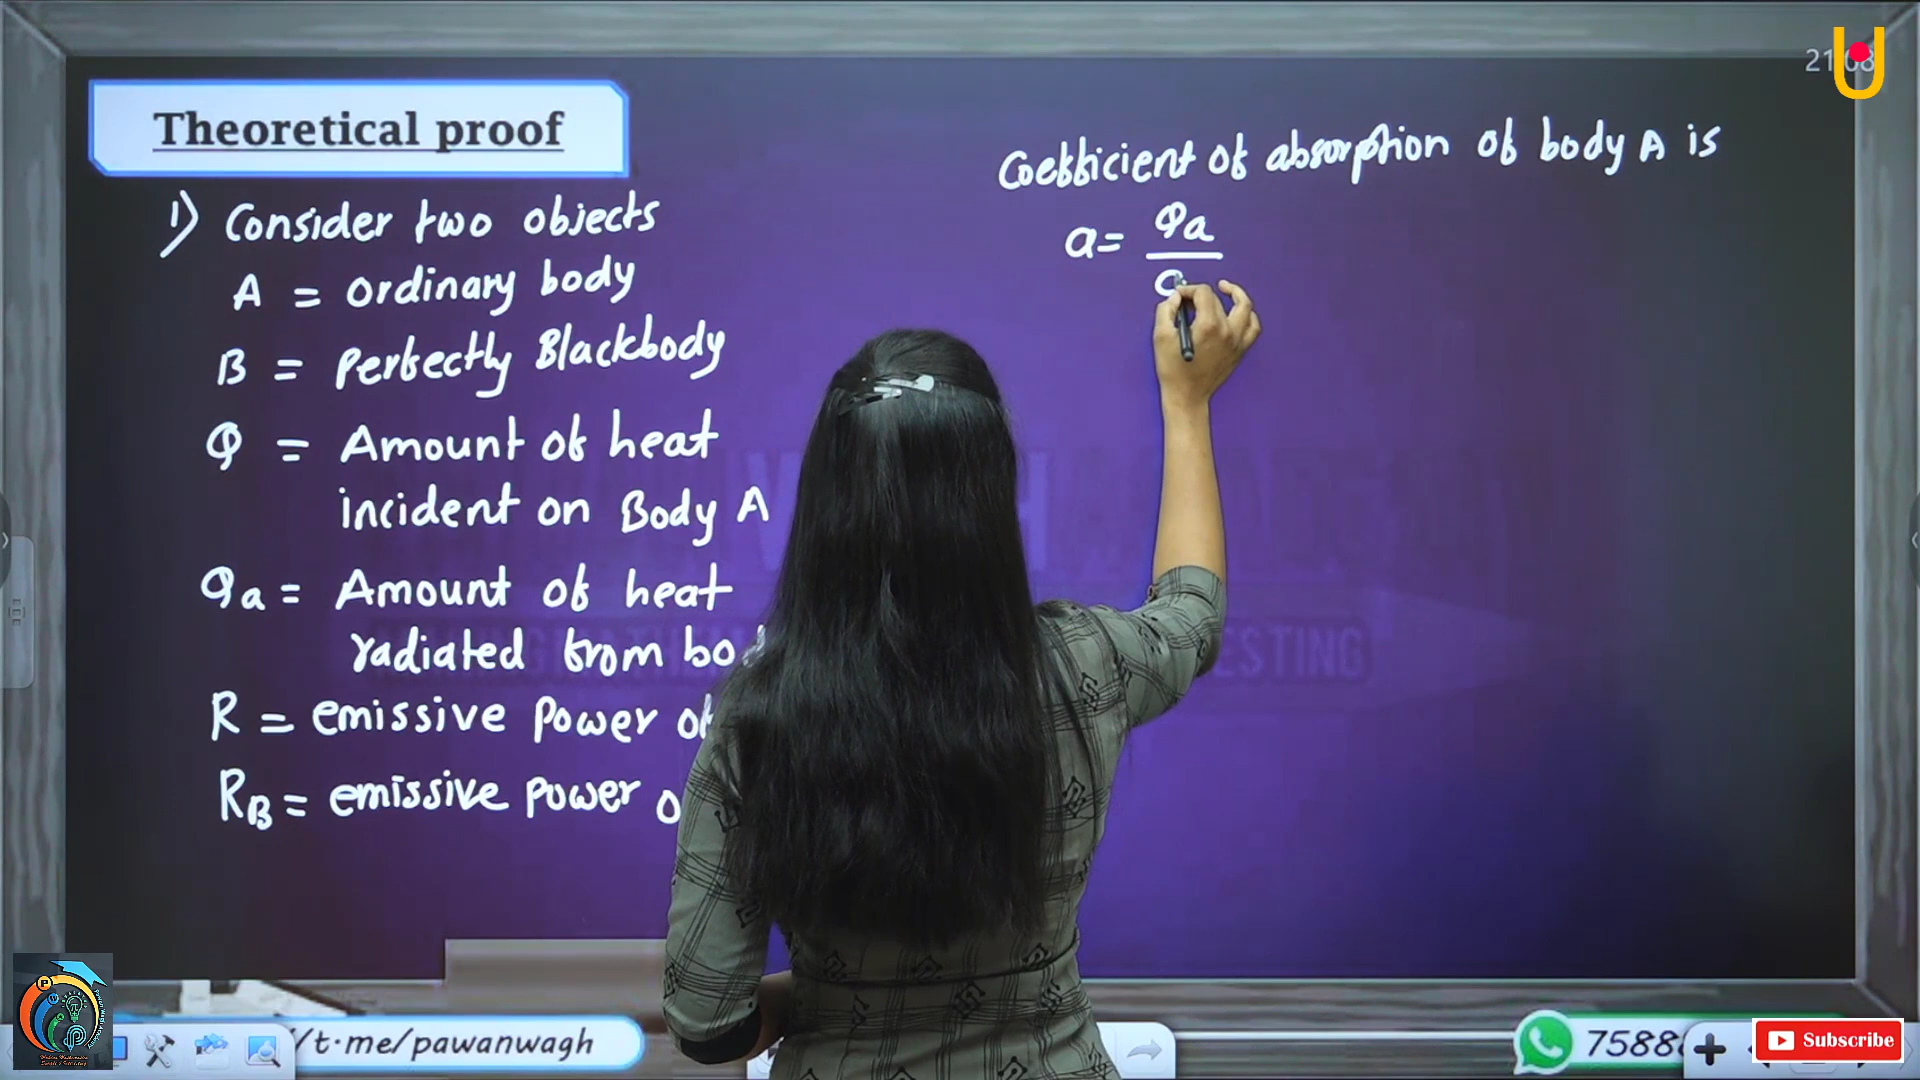 21:08
Theoretical proof
1) Consider two objects
A = ordinary body
B = Perfectly Blackbody
Q = Amount of heat
incident on Body A
Qa = Amount of heat
radiated from
R = emissive power of
RB = emissive power
Coefficient of absorption of body A is
a = Qa
/t.me/pawanwagh
7588
Subscribe